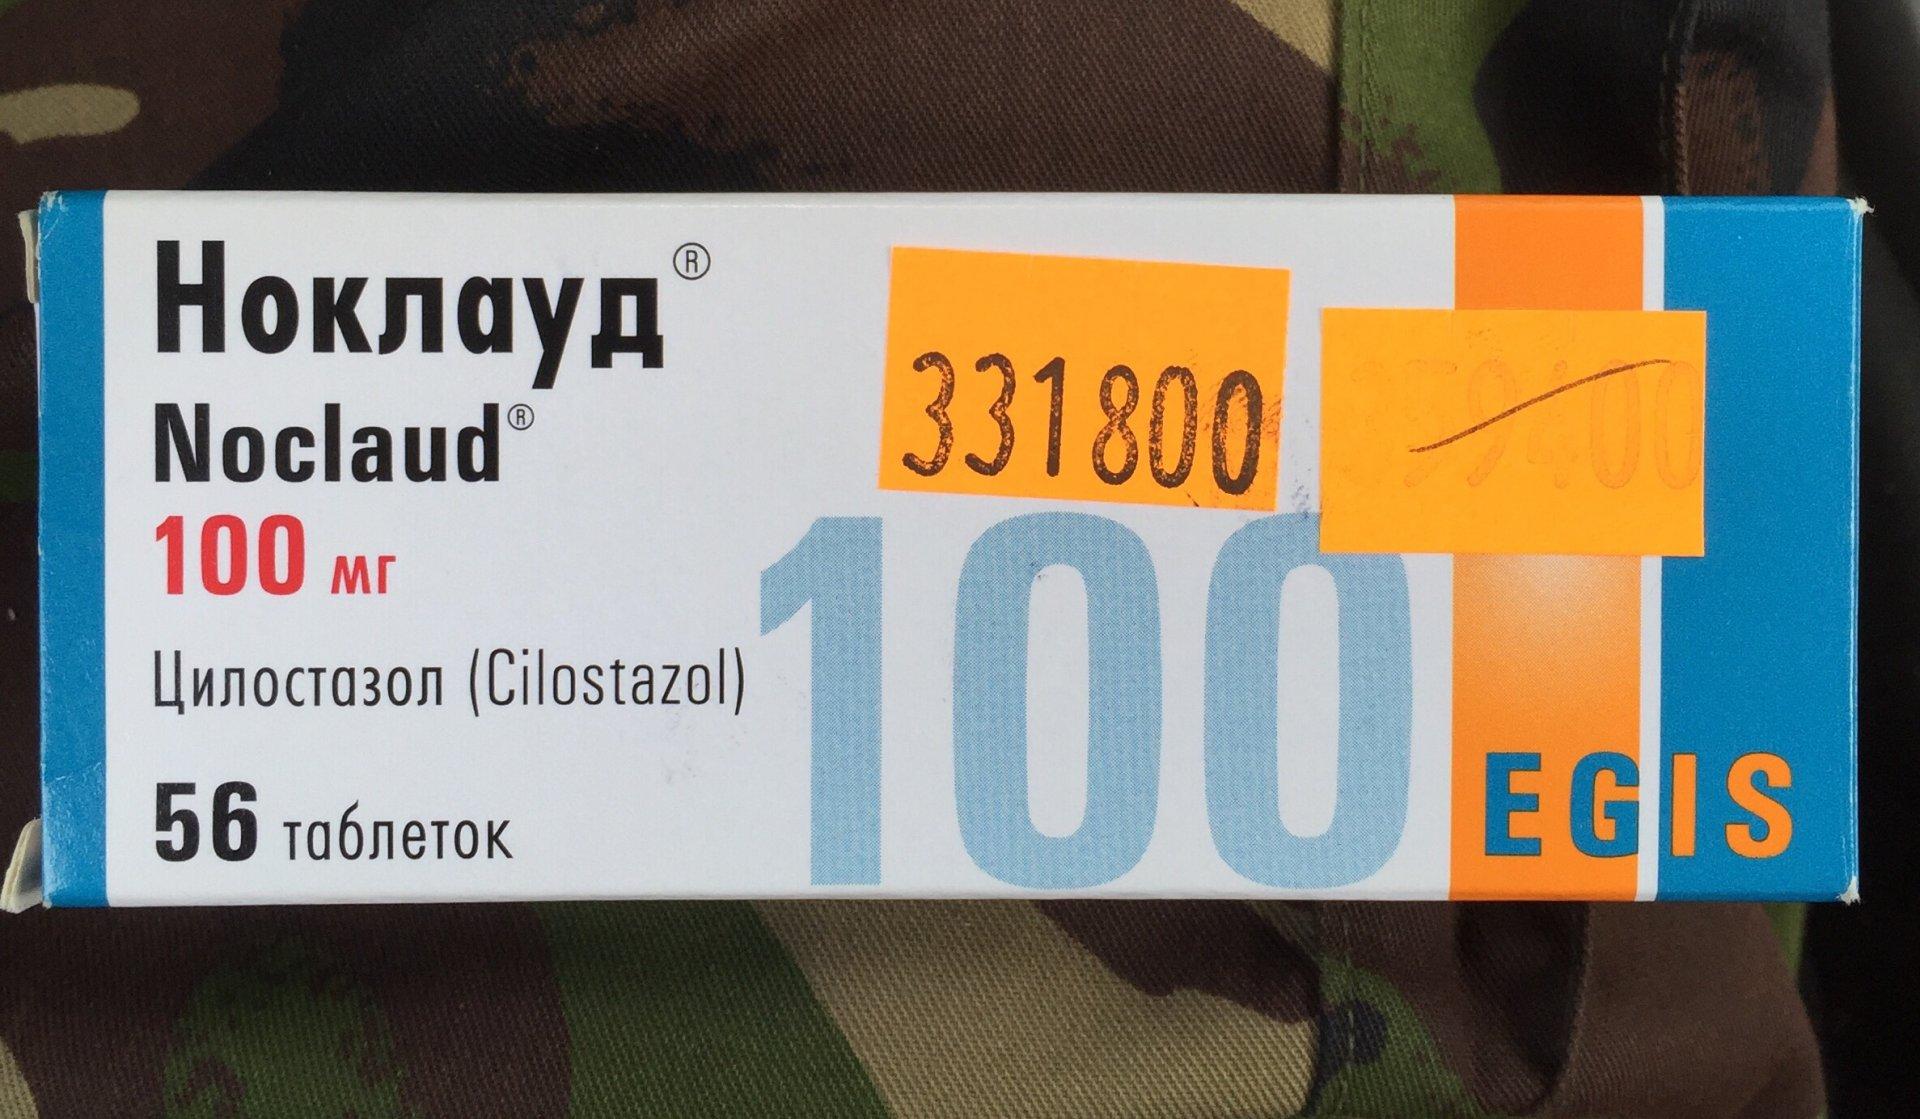 Ноклауд®
Noclaud®
100 мг
Цилостазол (Cilostazol)
56 таблеток
331800
100
EGIS